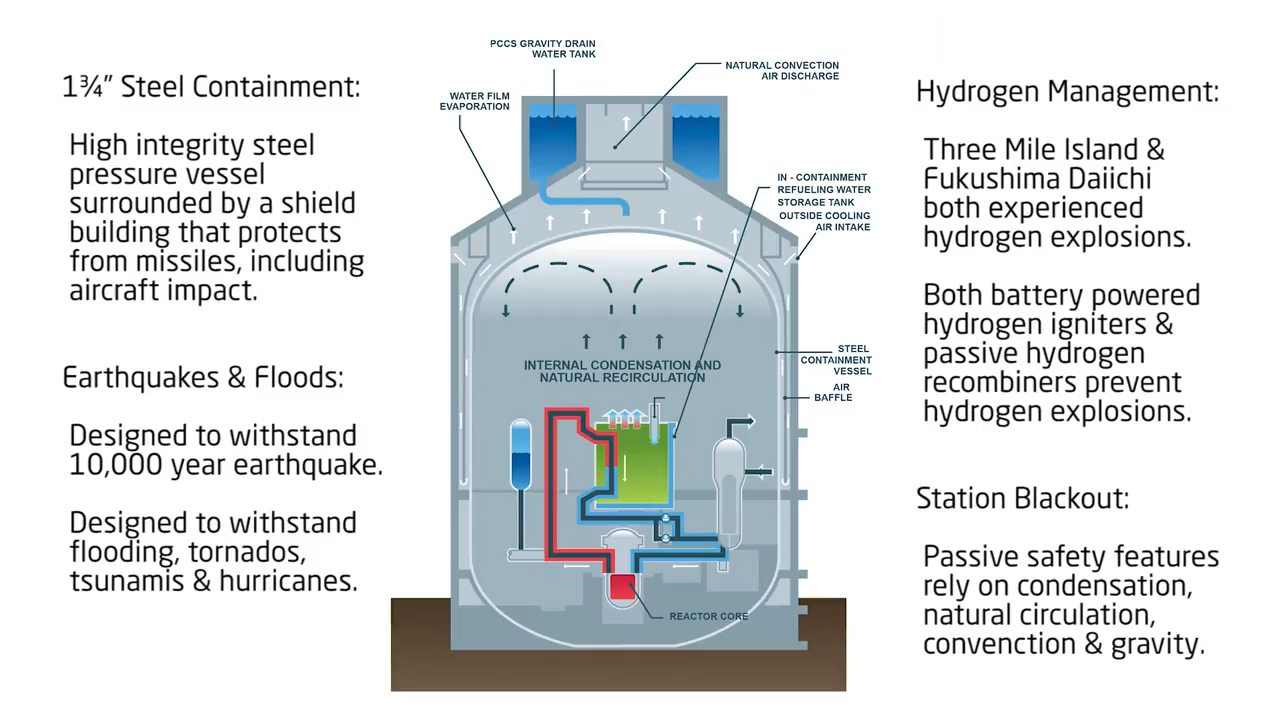 1¾” Steel Containment:
High integrity steel
pressure vessel
surrounded by a shield
building that protects
from missiles, including
aircraft impact.
Earthquakes & Floods:
Designed to withstand
10,000 year earthquake.
Designed to withstand
flooding, tornados,
tsunamis & hurricanes.
PCCS GRAVITY DRAIN
WATER TANK
WATER FILM
EVAPORATION
NATURAL CONVECTION
AIR DISCHARGE
IN - CONTAINMENT
REFUELING WATER
STORAGE TANK
OUTSIDE COOLING
AIR INTAKE
INTERNAL CONDENSATION AND
NATURAL RECIRCULATION
STEEL
CONTAINMENT
VESSEL
AIR
BAFFLE
REACTOR CORE
Hydrogen Management:
Three Mile Island &
Fukushima Daiichi
both experienced
hydrogen explosions.
Both battery powered
hydrogen igniters &
passive hydrogen
recombiners prevent
hydrogen explosions.
Station Blackout:
Passive safety features
rely on condensation,
natural circulation,
convenction & gravity.